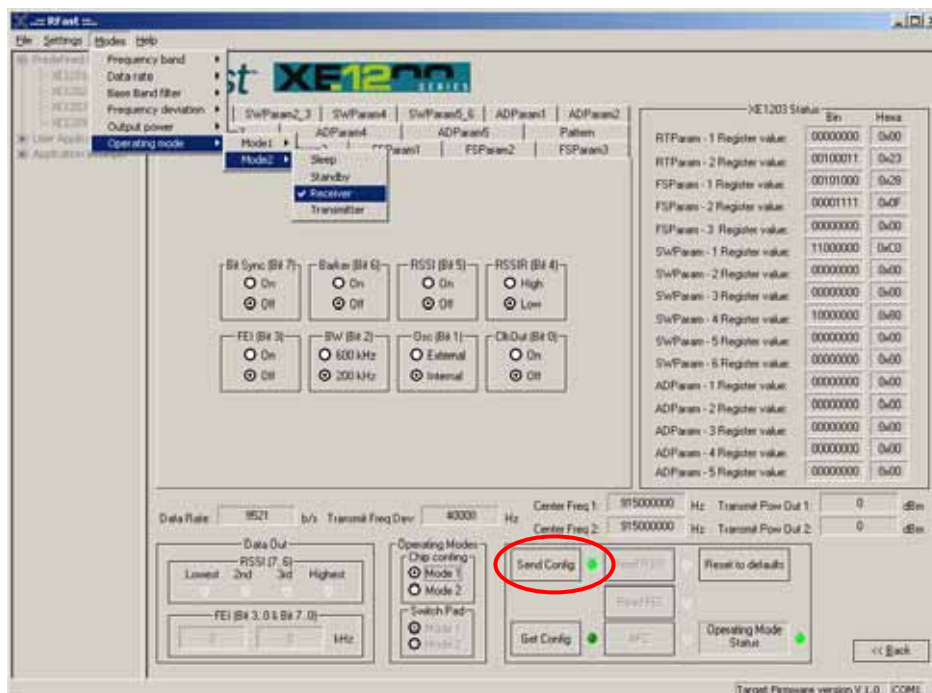 ..:: RFast ::..
File Settings Modes Help
Frequency band
Data rate
Base Band filter
Frequency deviation
Output power
Operating mode
Mode1
Mode2
Sleep
Standby
Receiver
Transmitter
XE1200 SERIES
SWParam2_3 SWParam4 SWParam5_6 ADParam1 ADParam2
ADParam4 ADParam5 Pattern
FSParam2 FSParam3
Bit Sync (Bit 7) Barker (Bit 6) RSSI (Bit 5) RSSIR (Bit 4)
On On On High
Off Off Off Low
FEI (Bit 3) BW (Bit 2) Osc (Bit 1) ClkOut (Bit 0)
On 600 kHz External On
Off 200 kHz Internal Off
XE1203 Status
Bin Hexa
RTParam - 1 Register value: 00000000 0x00
RTParam - 2 Register value: 00100011 0x23
FSParam - 1 Register value: 00101000 0x28
FSParam - 2 Register value: 00001111 0x0F
FSParam - 3 Register value: 00000000 0x00
SWParam - 1 Register value: 11000000 0xC0
SWParam - 2 Register value: 00000000 0x00
SWParam - 3 Register value: 00000000 0x00
SWParam - 4 Register value: 10000000 0x80
SWParam - 5 Register value: 00000000 0x00
SWParam - 6 Register value: 00000000 0x00
ADParam - 1 Register value: 00000000 0x00
ADParam - 2 Register value: 00000000 0x00
ADParam - 3 Register value: 00000000 0x00
ADParam - 4 Register value: 00000000 0x00
ADParam - 5 Register value: 00000000 0x00
Data Rate: 9521 b/s Transmit Freq Dev: 40000 Hz
Center Freq 1: 915000000 Hz Transmit Pow Out 1: 0 dBm
Center Freq 2: 915000000 Hz Transmit Pow Out 2: 0 dBm
Data Out
RSSI (7, 6)
Lowest 2nd 3rd Highest
FEI (Bit 3, 0 & Bit 7, 0)
kHz
Operating Modes
Chip config
Mode 1
Mode 2
Switch Pad
Mode 1
Mode 2
Send Config
Read FEI
Reset to defaults
Get Config
AFC
Operating Mode Status
<< Back
Target Firmware version V 1.0 COM1